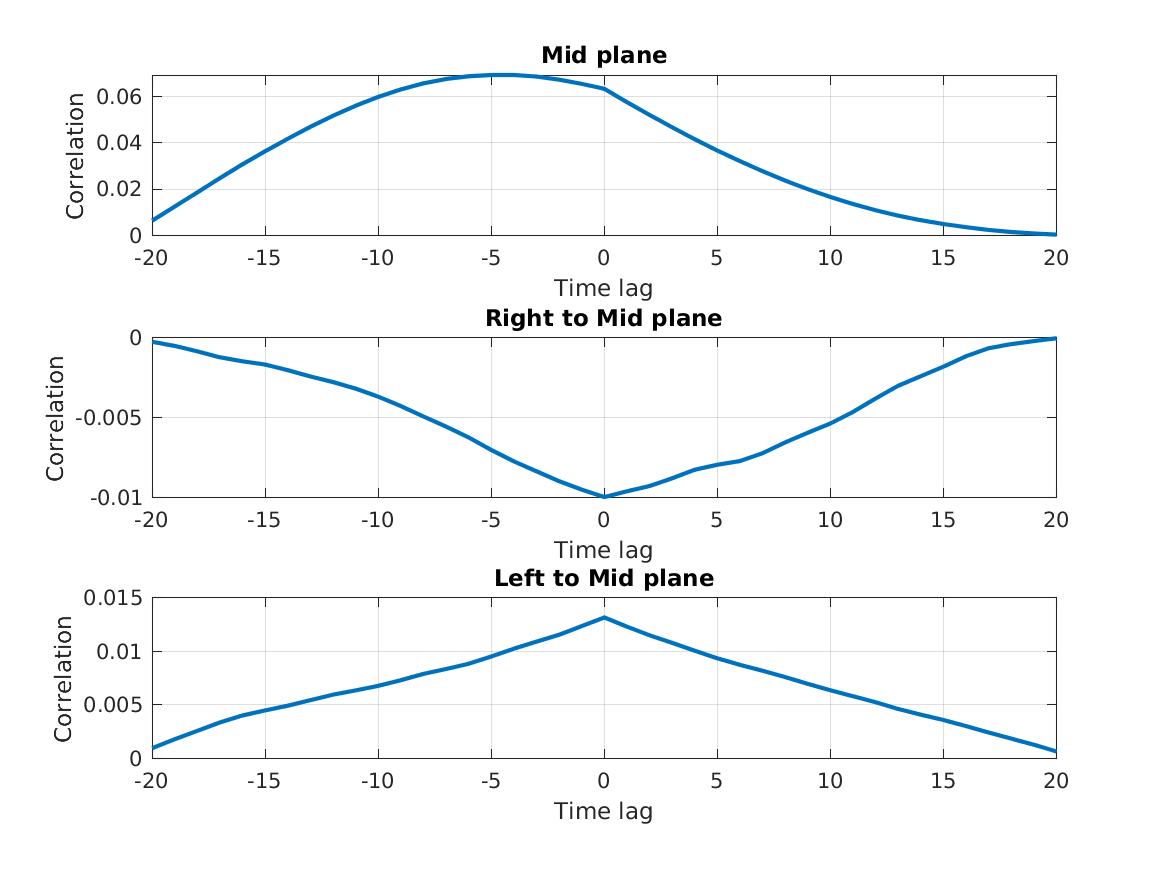 Mid plane
Correlation
0.06
0.04
0.02
0
-20 -15 -10 -5 0 5 10 15 20
Time lag
Right to Mid plane
Correlation
0
-0.005
-0.01
-20 -15 -10 -5 0 5 10 15 20
Time lag
Left to Mid plane
Correlation
0.015
0.01
0.005
0
-20 -15 -10 -5 0 5 10 15 20
Time lag